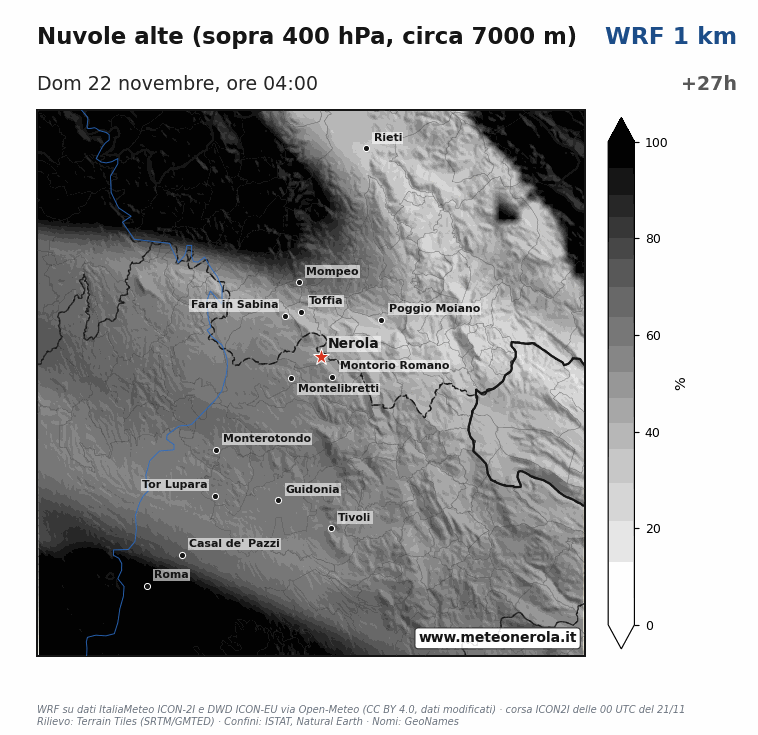 Nuvole alte (sopra 400 hPa, circa 7000 m) WRF 1 km
Dom 22 novembre, ore 04:00 +27h
Rieti
Mompeo
Fara in Sabina
Toffia
Poggio Moiano
Nerola
Montorio Romano
Montelibretti
Monterotondo
Tor Lupara
Guidonia
Tivoli
Casal de' Pazzi
Roma
www.meteonerola.it
100
80
60
40
20
0
%
WRF su dati ItaliaMeteo ICON-2I e DWD ICON-EU via Open-Meteo (CC BY 4.0, dati modificati) · corsa ICON2I delle 00 UTC del 21/11
Rilievo: Terrain Tiles (SRTM/GMTED) · Confini: ISTAT, Natural Earth · Nomi: GeoNames